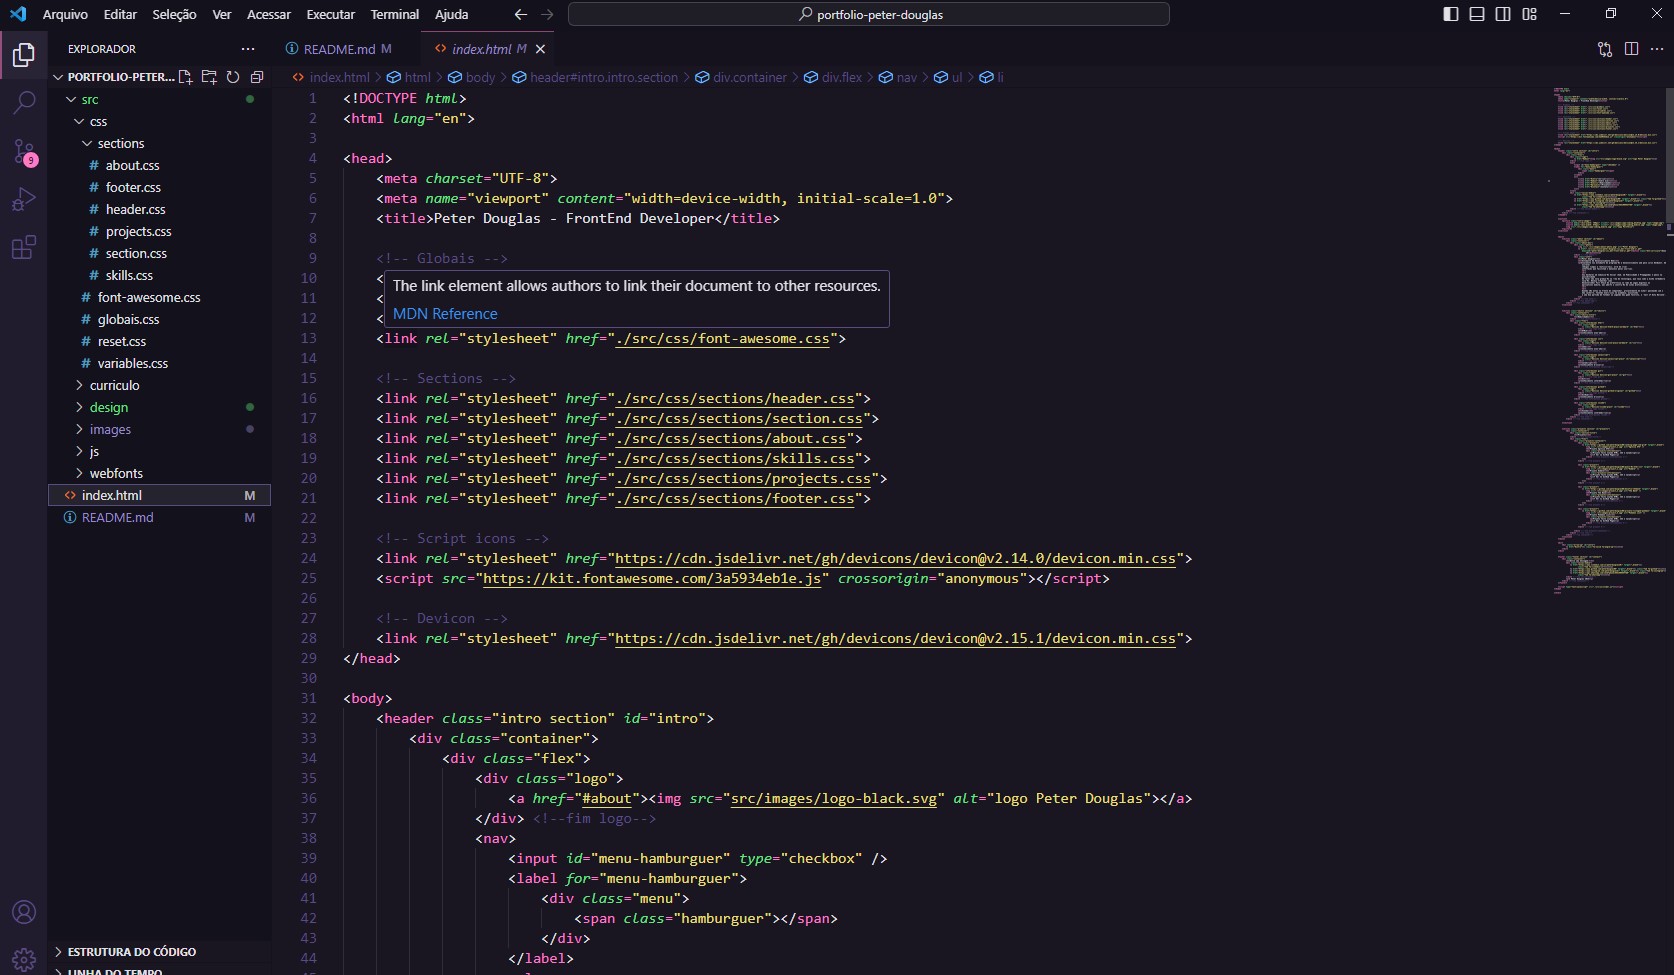 Arquivo Editar Seleção Ver Acessar Executar Terminal Ajuda
portfolio-peter-douglas
EXPLORADOR
PORTFOLIO-PETER...
src
css
sections
# about.css
# footer.css
# header.css
# projects.css
# section.css
# skills.css
# font-awesome.css
# globais.css
# reset.css
# variables.css
curriculo
design
images
js
webfonts
<> index.html M
README.md M
ESTRUTURA DO CÓDIGO
LINHA DO TEMPO
9
README.md M
<> index.html M
<> index.html > html > body > header#intro.intro.section > div.container > div.flex > nav > ul > li
1 <!DOCTYPE html>
2 <html lang="en">
3
4 <head>
5 <meta charset="UTF-8">
6 <meta name="viewport" content="width=device-width, initial-scale=1.0">
7 <title>Peter Douglas - FrontEnd Developer</title>
8
9 <!-- Globais -->
10 <
The link element allows authors to link their document to other resources.
11 <
MDN Reference
12 <
13 <link rel="stylesheet" href="./src/css/font-awesome.css">
14
15 <!-- Sections -->
16 <link rel="stylesheet" href="./src/css/sections/header.css">
17 <link rel="stylesheet" href="./src/css/sections/section.css">
18 <link rel="stylesheet" href="./src/css/sections/about.css">
19 <link rel="stylesheet" href="./src/css/sections/skills.css">
20 <link rel="stylesheet" href="./src/css/sections/projects.css">
21 <link rel="stylesheet" href="./src/css/sections/footer.css">
22
23 <!-- Script icons -->
24 <link rel="stylesheet" href="https://cdn.jsdelivr.net/gh/devicons/devicon@v2.14.0/devicon.min.css">
25 <script src="https://kit.fontawesome.com/3a5934eb1e.js" crossorigin="anonymous"></script>
26
27 <!-- Devicon -->
28 <link rel="stylesheet" href="https://cdn.jsdelivr.net/gh/devicons/devicon@v2.15.1/devicon.min.css">
29 </head>
30
31 <body>
32 <header class="intro section" id="intro">
33 <div class="container">
34 <div class="flex">
35 <div class="logo">
36 <a href="#about"><img src="src/images/logo-black.svg" alt="logo Peter Douglas"></a>
37 </div> <!--fim logo-->
38 <nav>
39 <input id="menu-hamburguer" type="checkbox" />
40 <label for="menu-hamburguer">
41 <div class="menu">
42 <span class="hamburguer"></span>
43 </div>
44 </label>